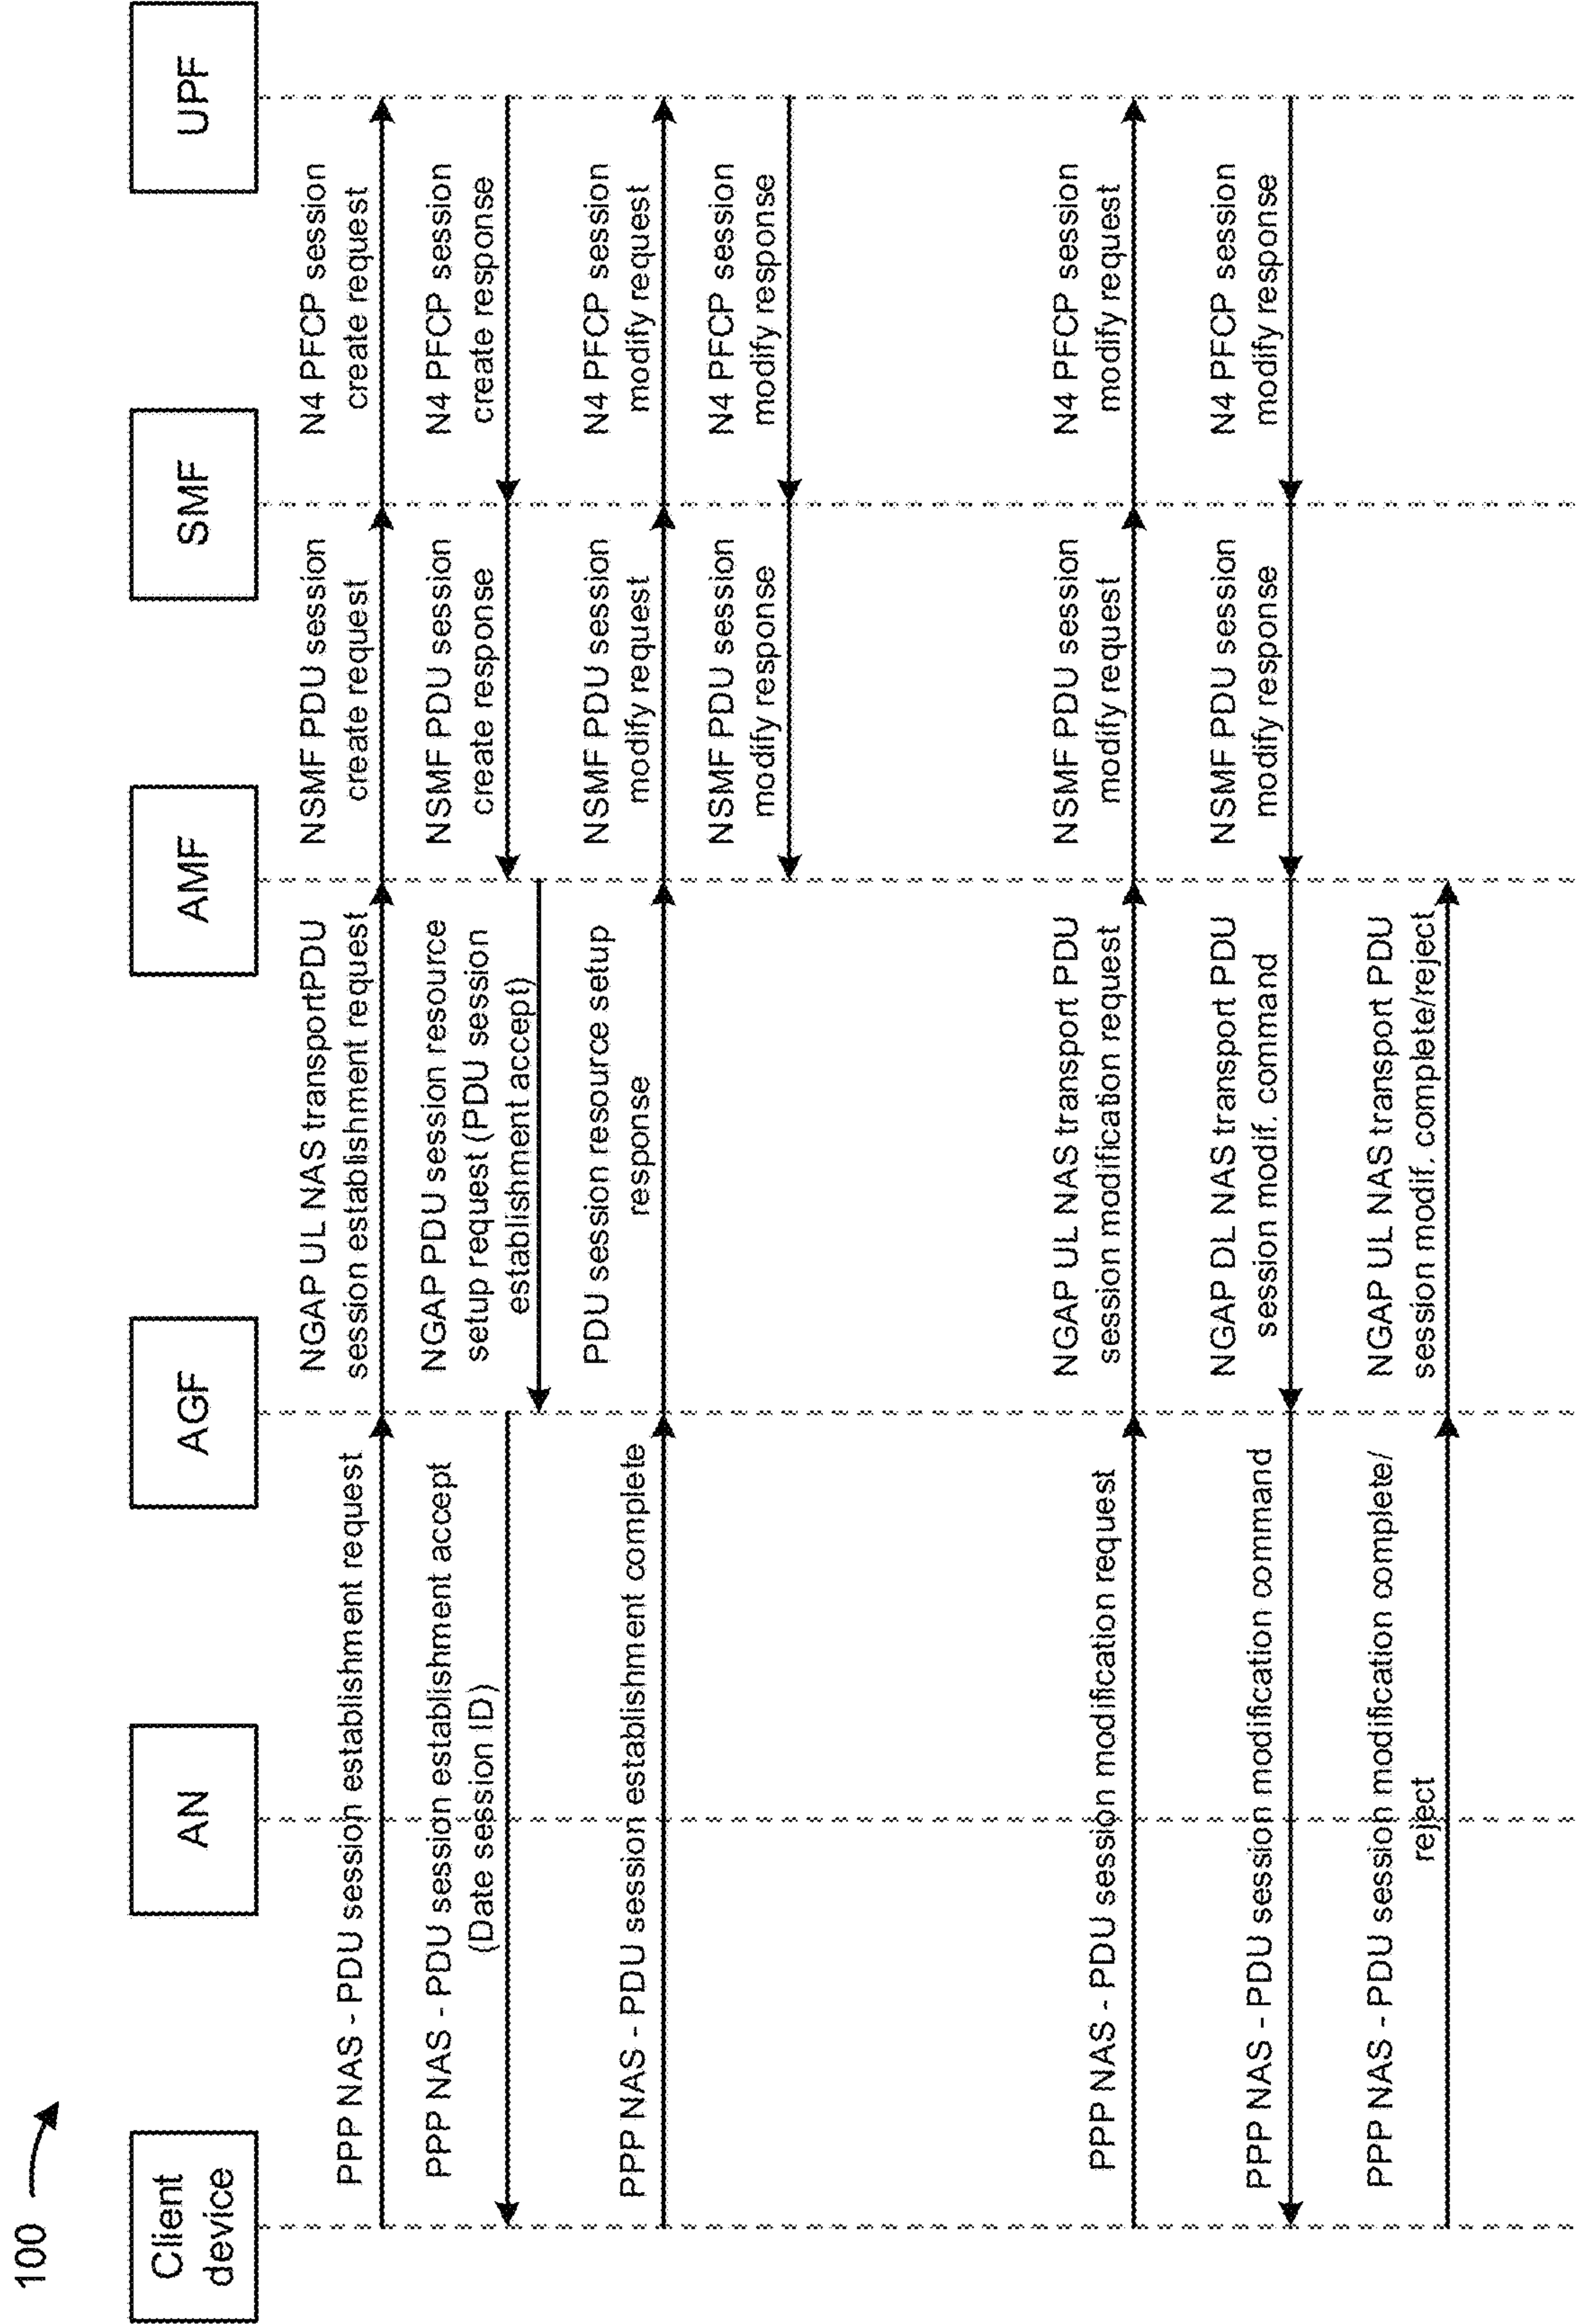 100
Client
device
AN
AGF
AMF
SMF
UPF
PPP NAS - PDU session establishment request
NGAP UL NAS transportPDU
session establishment request
NSMF PDU session
create request
N4 PFCP session
create request
PPP NAS - PDU session establishment accept
(Date session ID)
NGAP PDU session resource
setup request (PDU session
establishment accept)
NSMF PDU session
create response
N4 PFCP session
create response
PPP NAS - PDU session establishment complete
PDU session resource setup
response
NSMF PDU session
modify request
N4 PFCP session
modify request
NSMF PDU session
modify response
N4 PFCP session
modify response
PPP NAS - PDU session modification request
NGAP UL NAS transport PDU
session modification request
NSMF PDU session
modify request
N4 PFCP session
modify request
PPP NAS - PDU session modification command
NGAP DL NAS transport PDU
session modif. command
NSMF PDU session
modify response
N4 PFCP session
modify response
PPP NAS - PDU session modification complete/
reject
NGAP UL NAS transport PDU
session modif. complete/reject